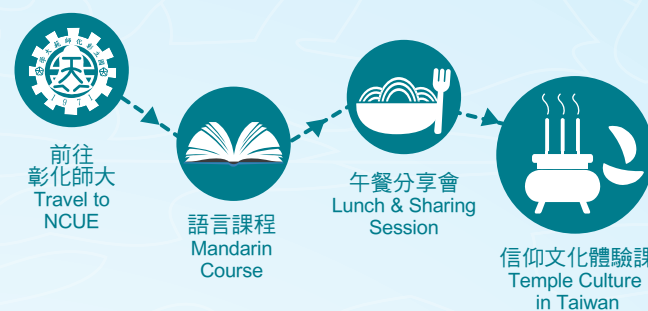 1971
前往
彰化師大
Travel to
NCUE
語言課程
Mandarin
Course
午餐分享會
Lunch & Sharing
Session
信仰文化體驗課
Temple Culture
in Taiwan